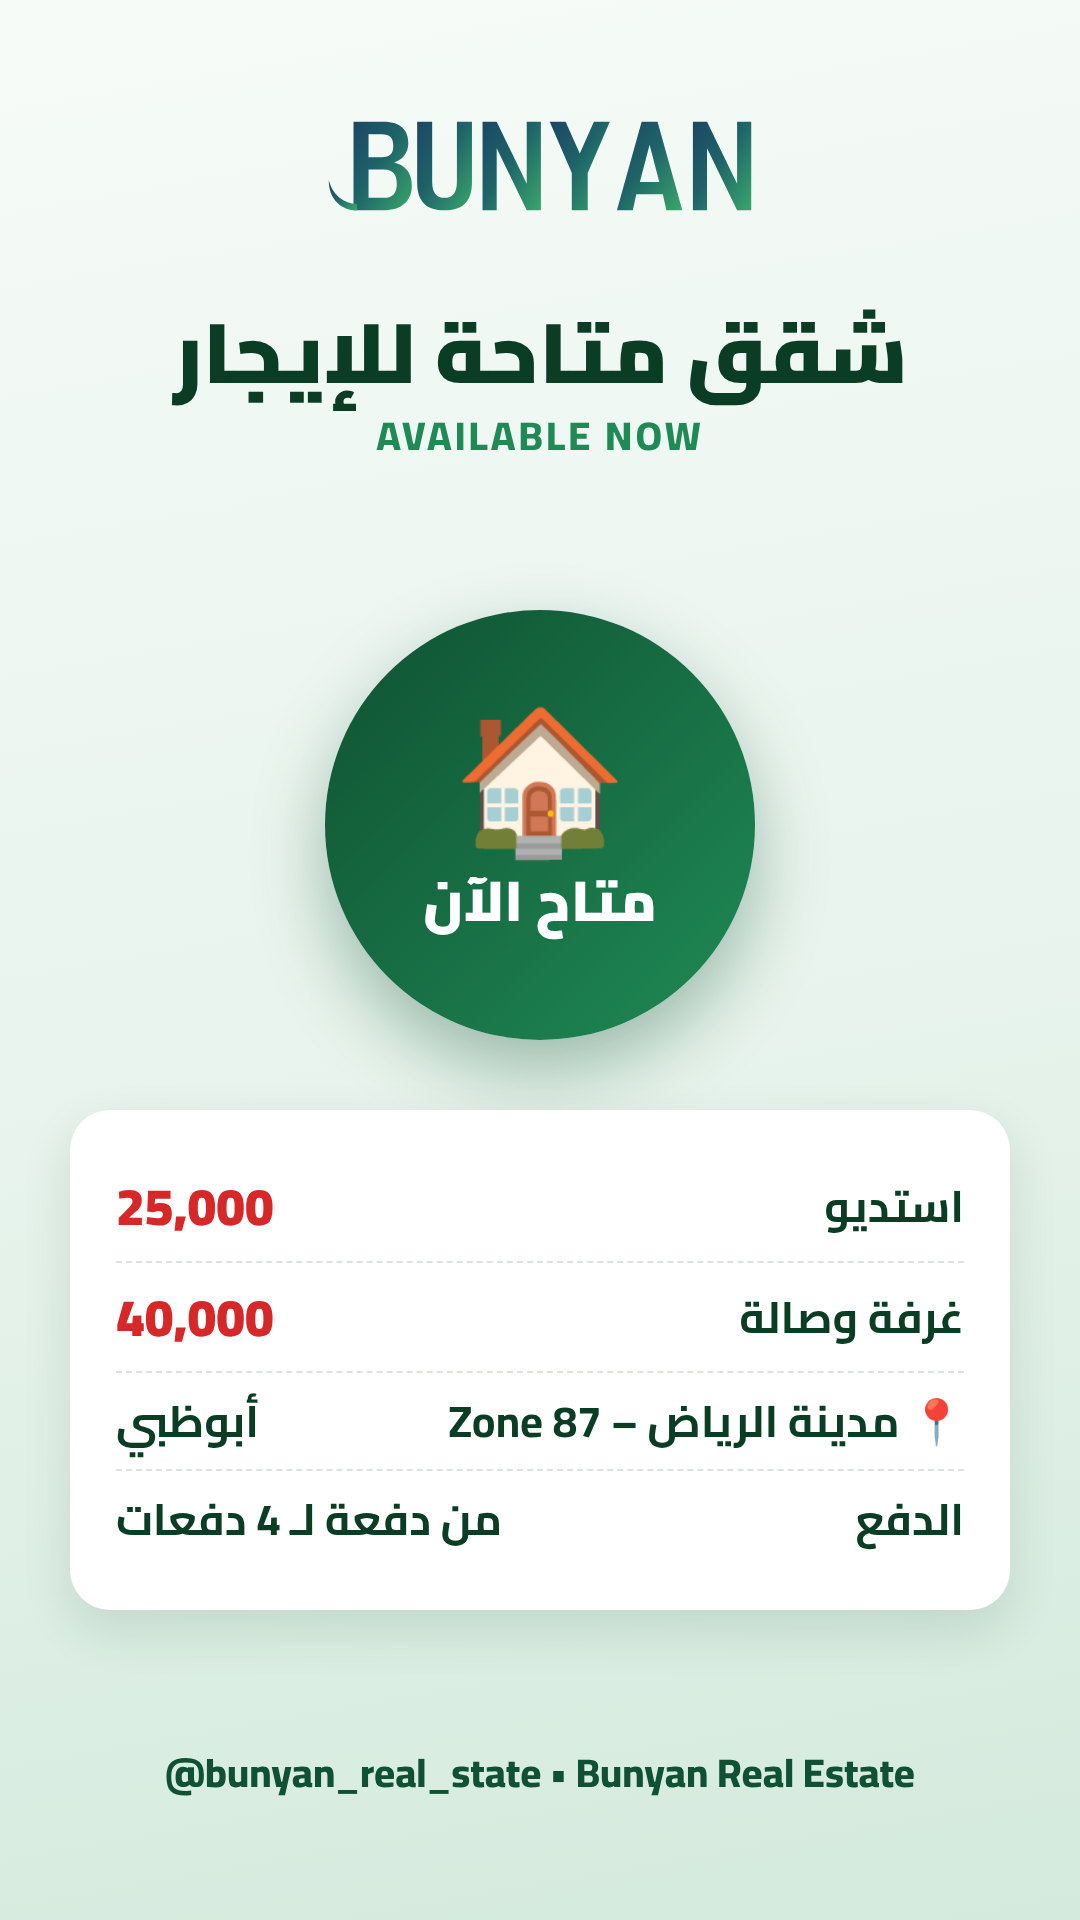 BUNYAN
شقق متاحة للإيجار
AVAILABLE NOW
متاح الآن
استديو 25,000
غرفة وصالة 40,000
📍 مدينة الرياض – Zone 87 أبوظبي
الدفع من دفعة لـ 4 دفعات
@bunyan_real_state ▪ Bunyan Real Estate